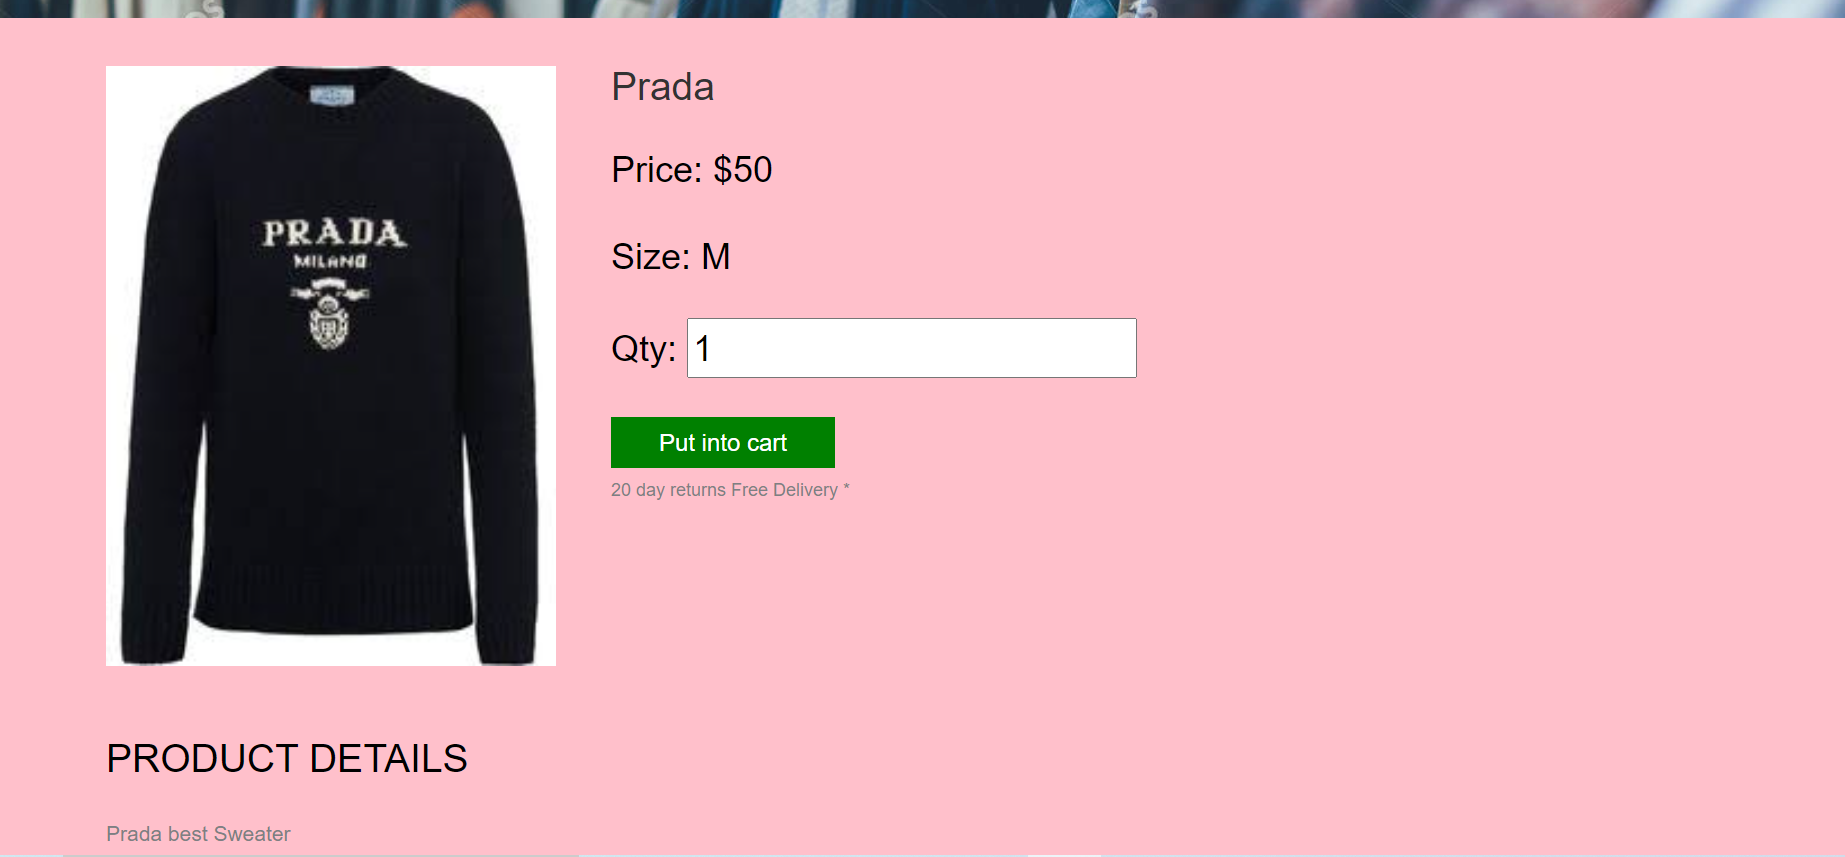 Prada
Price: $50
Size: M
Qty: 1
Put into cart
20 day returns Free Delivery *
PRADA
MILANO
PRODUCT DETAILS
Prada best Sweater